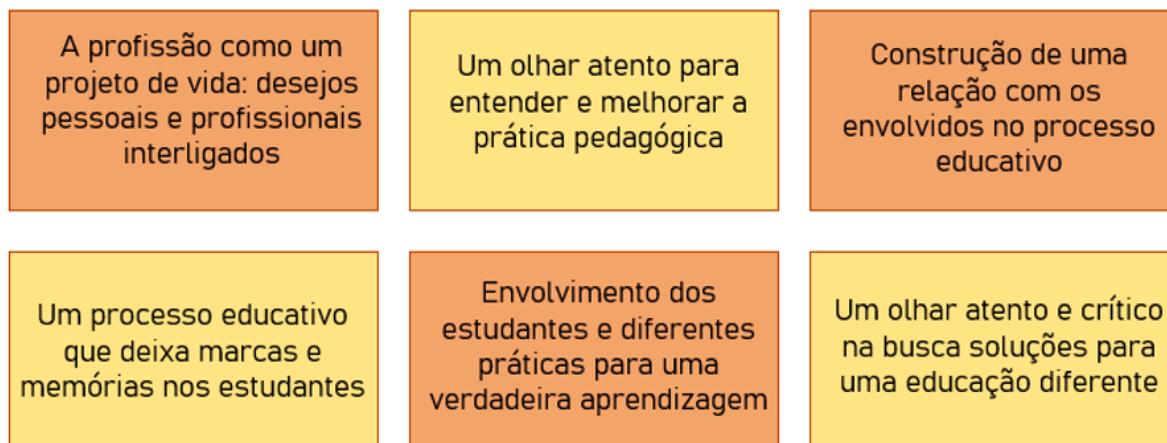 A profissão como um
projeto de vida: desejos
pessoais e profissionais
interligados
Um olhar atento para
entender e melhorar a
prática pedagógica
Construção de uma
relação com os
envolvidos no processo
educativo
Um processo educativo
que deixa marcas e
memórias nos estudantes
Envolvimento dos
estudantes e diferentes
práticas para uma
verdadeira aprendizagem
Um olhar atento e crítico
na busca soluções para
uma educação diferente